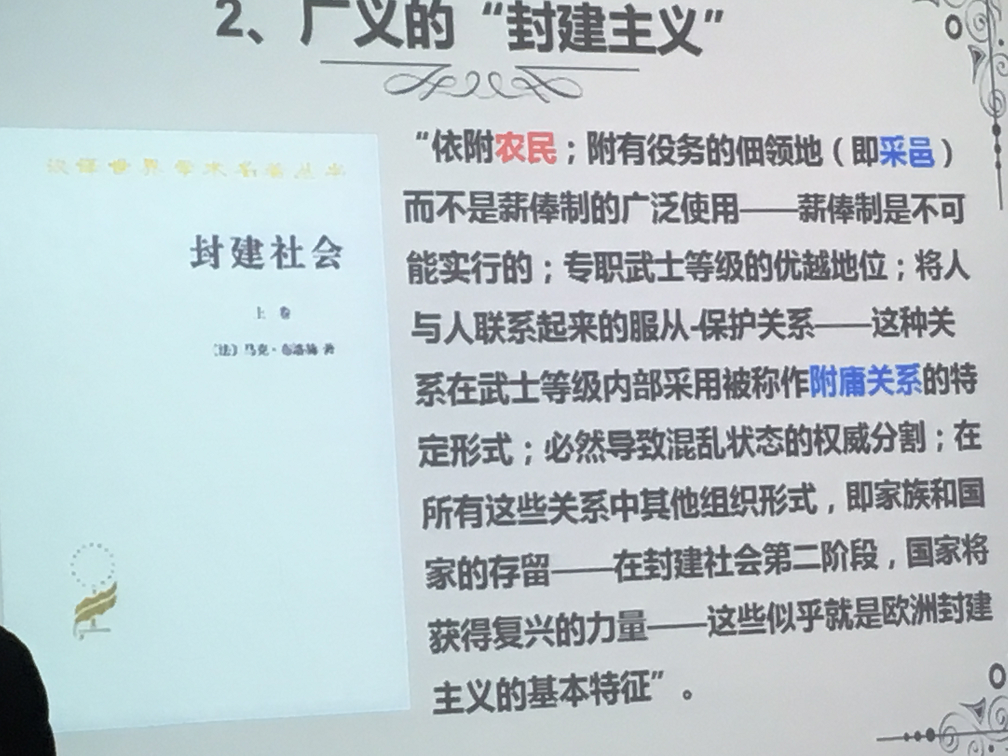 2、广义的“封建主义”
汉译世界学术名著丛书
封建社会
上卷
〔法〕马克·布洛赫 著
“依附农民；附有役务的佃领地（即采邑）
而不是薪俸制的广泛使用——薪俸制是不可
能实行的；专职武士等级的优越地位；将人
与人联系起来的服从-保护关系——这种关
系在武士等级内部采用被称作附庸关系的特
定形式；必然导致混乱状态的权威分割；在
所有这些关系中其他组织形式，即家族和国
家的存留——在封建社会第二阶段，国家将
获得复兴的力量——这些似乎就是欧洲封建
主义的基本特征”。